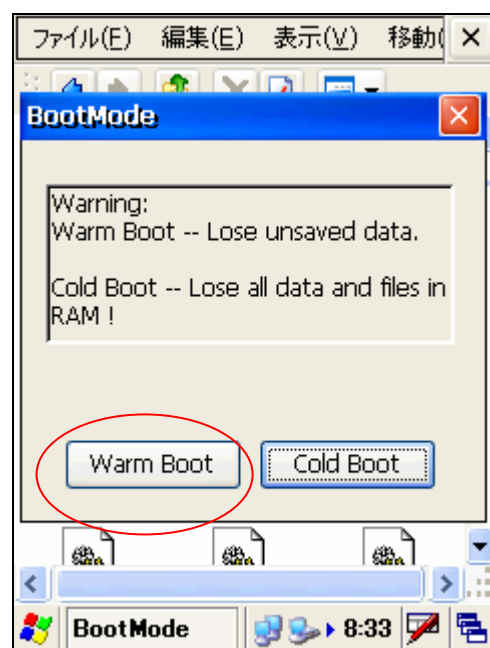 ファイル(F) 編集(E) 表示(V) 移動(
BootMode
Warning:
Warm Boot -- Lose unsaved data.
Cold Boot -- Lose all data and files in
RAM !
Warm Boot Cold Boot
BootMode 8:33